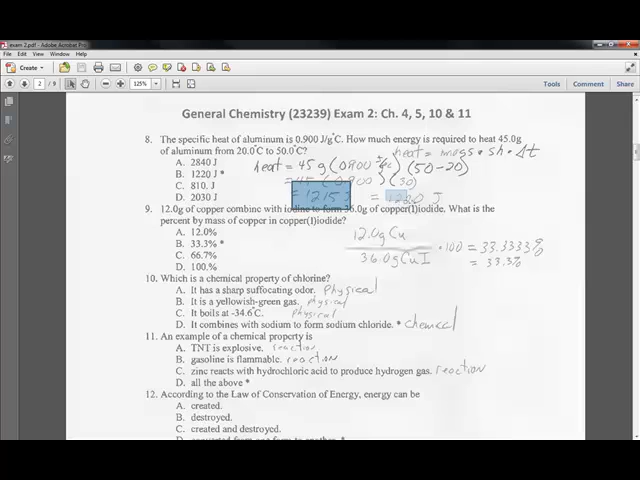 exam 2.pdf - Adobe Acrobat Pro
File Edit View Window Help
Create
2 / 9 125%
Tools Comment Share
General Chemistry (23239) Exam 2: Ch. 4, 5, 10 & 11
8. The specific heat of aluminum is 0.900 J/g°C. How much energy is required to heat 45.0g
of aluminum from 20.0°C to 50.0°C?
heat = mass · sh · Δt
A. 2840 J
heat = 45 g (0.900 (50-20)
B. 1220 J *
(0.900) (30)
C. 810. J
= 1215 J = 1220 J
D. 2030 J
9. 12.0g of copper combine with iodine to form 36.0g of copper(I)iodide. What is the
percent by mass of copper in copper(I)iodide?
A. 12.0%
12.0g Cu
B. 33.3% *
· 100 = 33.3333%
C. 66.7%
36.0g CuI
= 33.3%
D. 100.%
10. Which is a chemical property of chlorine?
A. It has a sharp suffocating odor. physical
B. It is a yellowish-green gas. physical
C. It boils at -34.6°C. physical
D. It combines with sodium to form sodium chloride. * chemical
11. An example of a chemical property is
A. TNT is explosive. reaction
B. gasoline is flammable. reaction
C. zinc reacts with hydrochloric acid to produce hydrogen gas. reaction
D. all the above *
12. According to the Law of Conservation of Energy, energy can be
A. created.
B. destroyed.
C. created and destroyed.
D. converted from one form to another. *